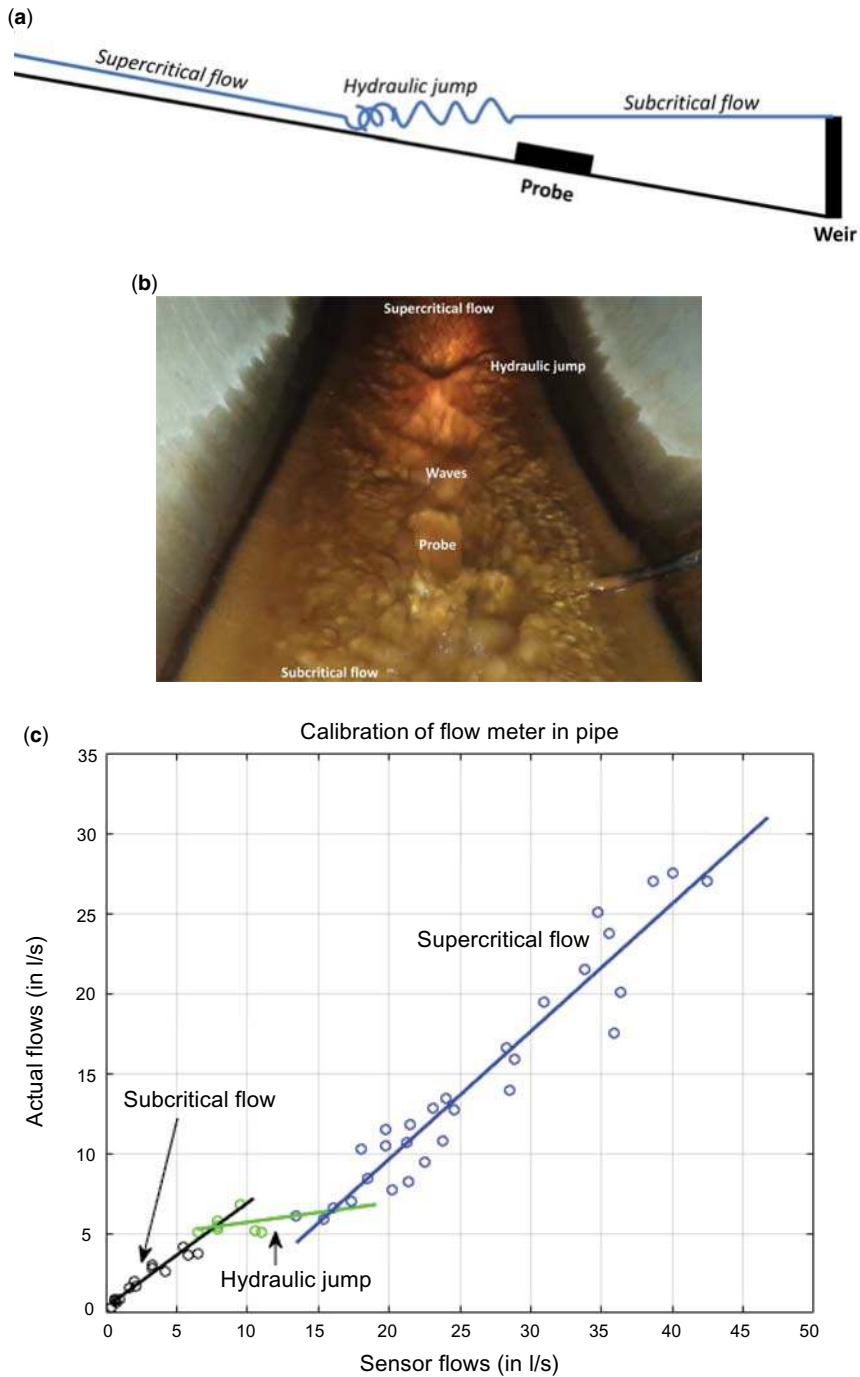 (a)
Supercritical flow
Hydraulic jump
Subcritical flow
Probe
Weir
(b)
Supercritical flow
Hydraulic jump
Waves
Probe
Subcritical flow
(c)
Calibration of flow meter in pipe
35
30
25
20
15
10
5
0
Actual flows (in l/s)
Supercritical flow
Subcritical flow
Hydraulic jump
0 5 10 15 20 25 30 35 40 45 50
Sensor flows (in l/s)